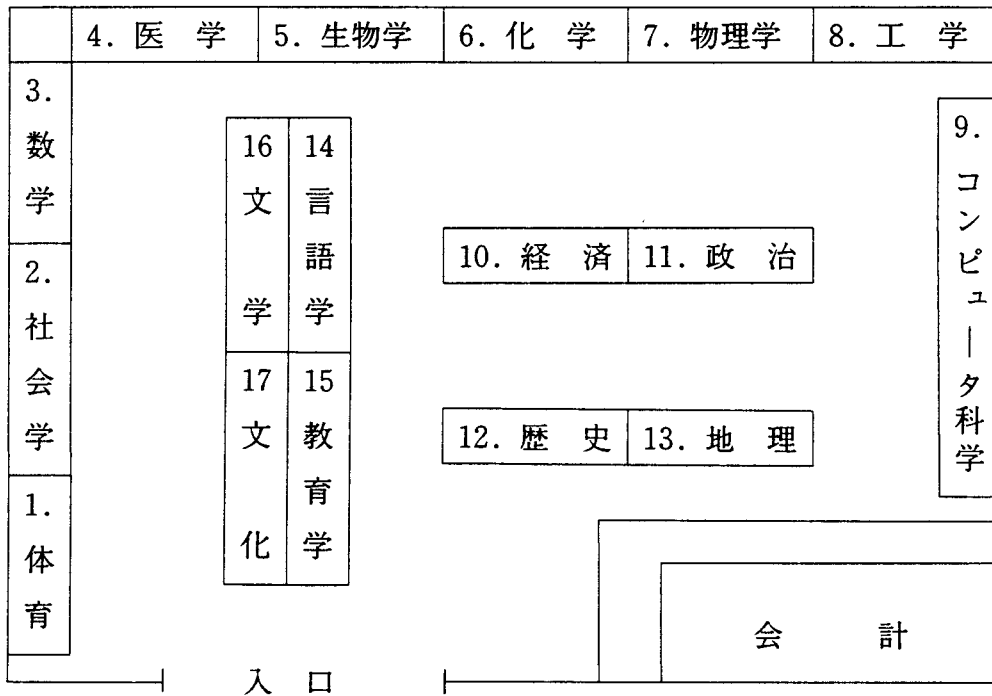 4. 医 学
5. 生物学
6. 化 学
7. 物理学
8. 工 学
3. 数学
2. 社会学
1. 体育
16 文 学
14 言語学
17 文 化
15 教育学
10. 経 済
11. 政 治
12. 歴 史
13. 地 理
9. コンピュータ科学
会 計
入 口